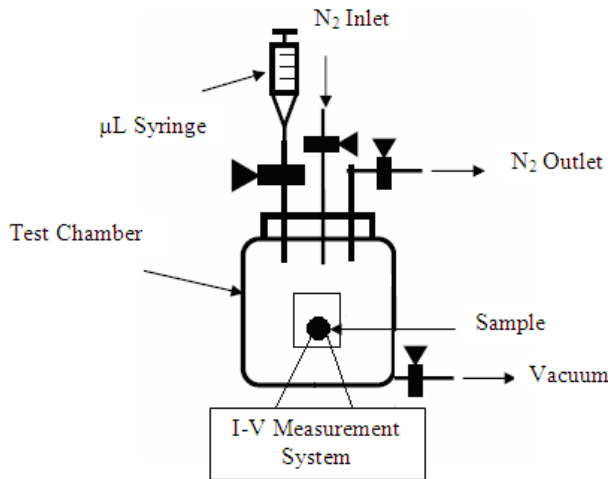 N₂ Inlet
µL Syringe
N₂ Outlet
Test Chamber
Sample
Vacuum
I-V Measurement
System